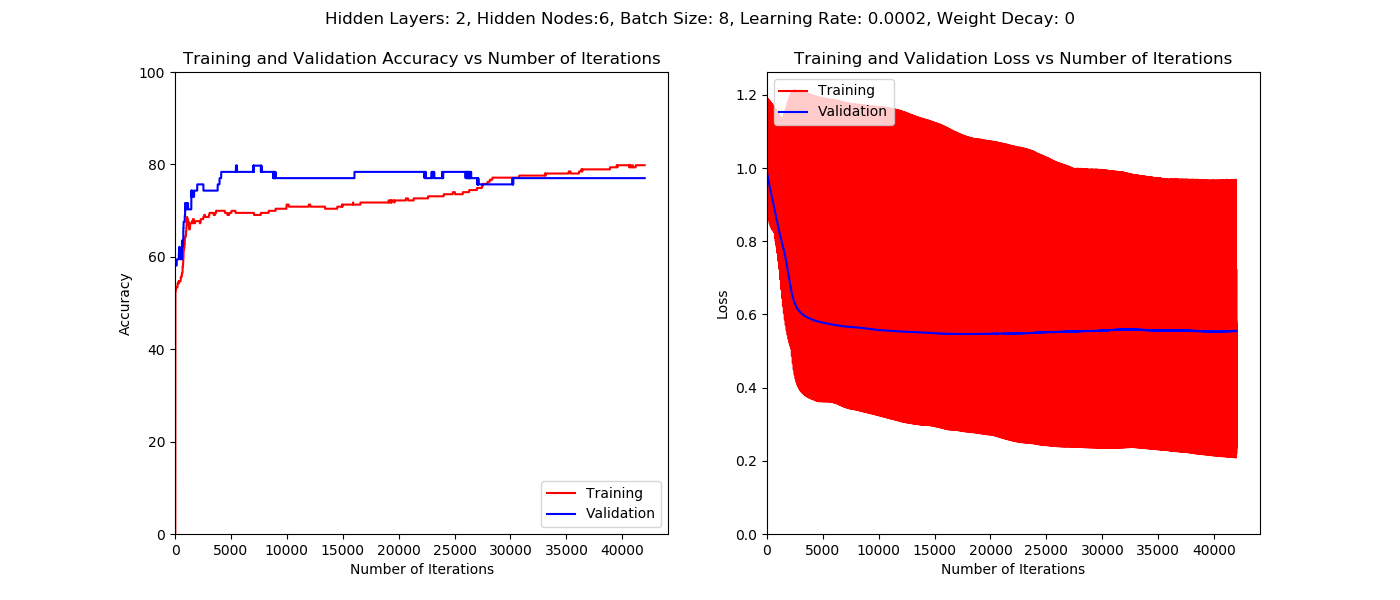 Hidden Layers: 2, Hidden Nodes:6, Batch Size: 8, Learning Rate: 0.0002, Weight Decay: 0
Training and Validation Accuracy vs Number of Iterations
100
80
60
40
20
0
Accuracy
0 5000 10000 15000 20000 25000 30000 35000 40000
Number of Iterations
Training
Validation
Training and Validation Loss vs Number of Iterations
Training
Validation
1.2
1.0
0.8
0.6
0.4
0.2
0.0
Loss
0 5000 10000 15000 20000 25000 30000 35000 40000
Number of Iterations